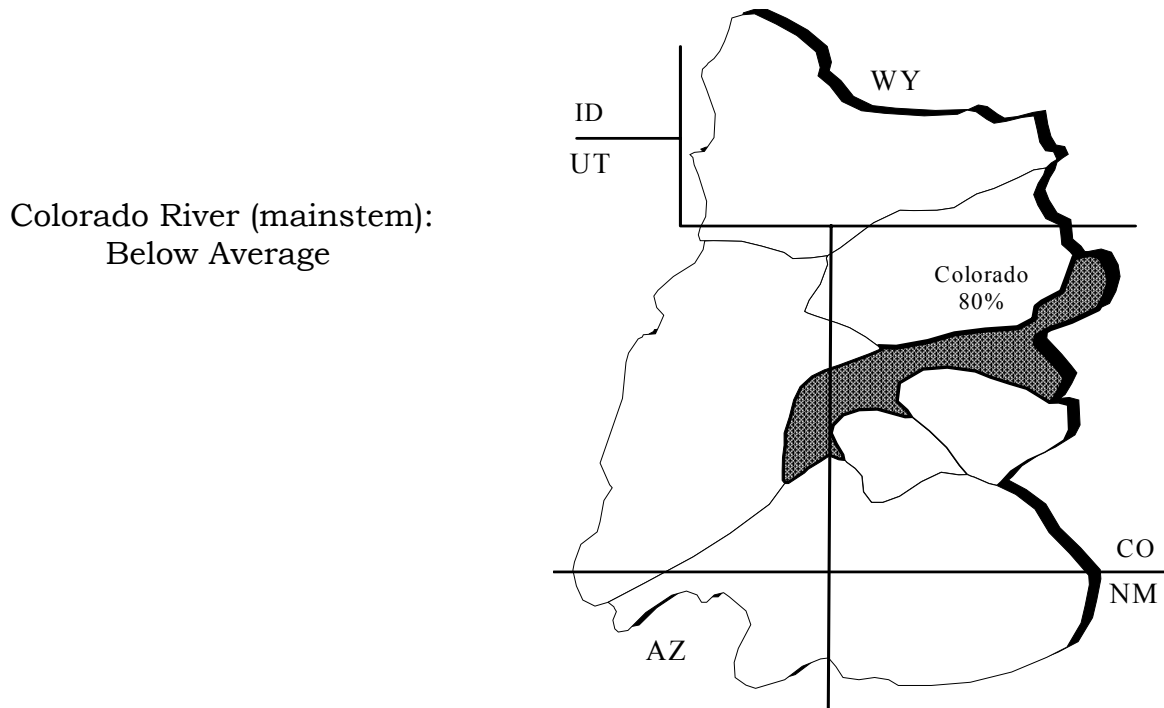 Colorado River (mainstem):
Below Average
WY
ID
UT
Colorado
80%
CO
NM
AZ